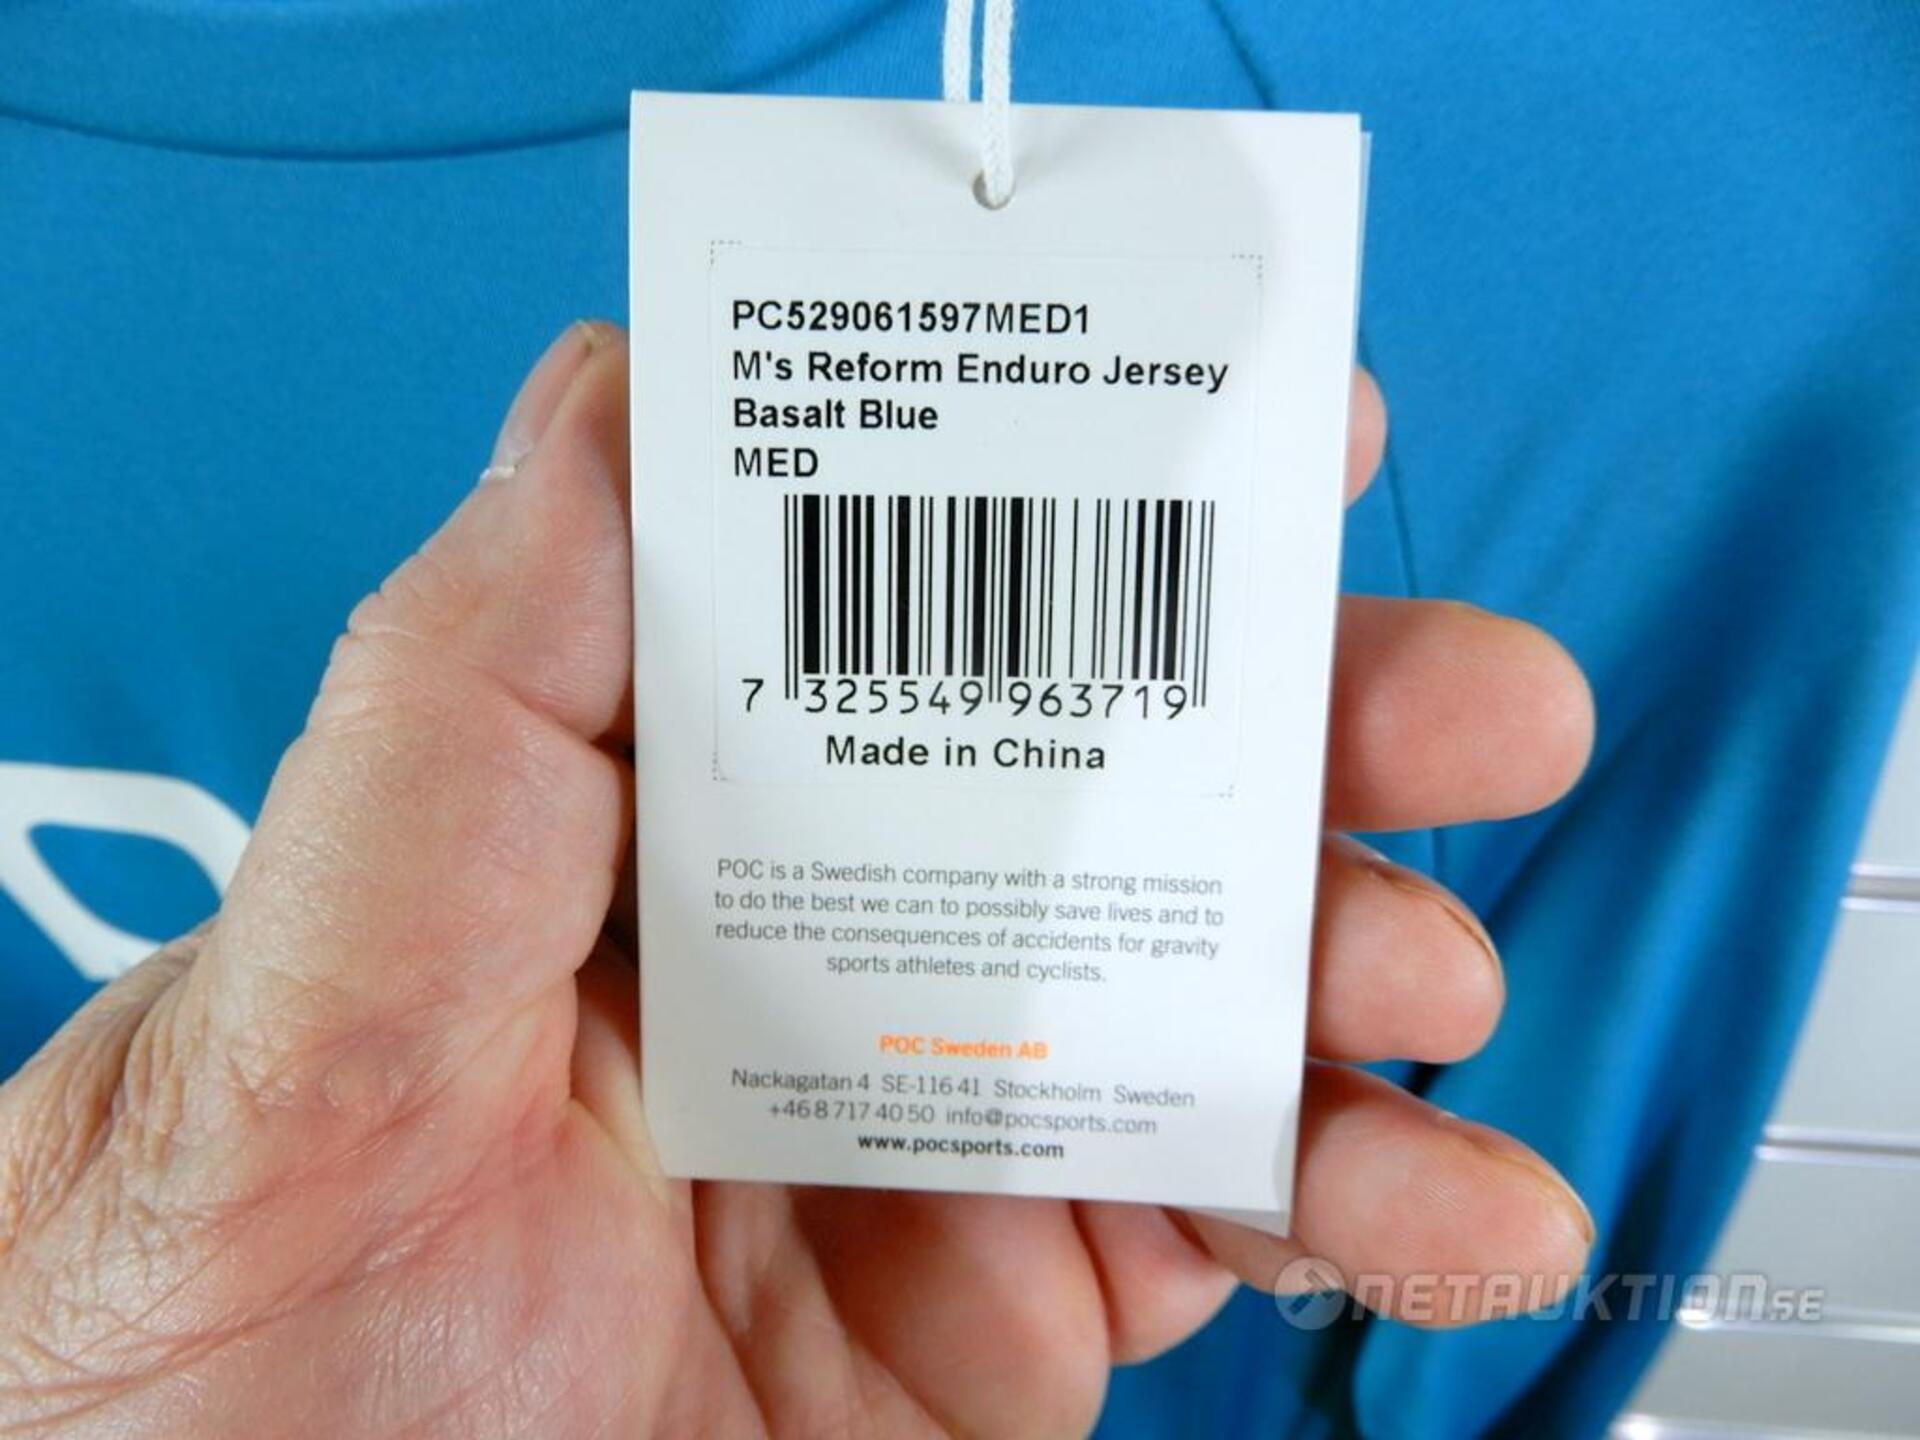 PC529061597MED1
M's Reform Enduro Jersey
Basalt Blue
MED
7 325549 963719
Made in China
POC is a Swedish company with a strong mission
to do the best we can to possibly save lives and to
reduce the consequences of accidents for gravity
sports athletes and cyclists.
POC Sweden AB
Nackagatan 4 SE-116 41 Stockholm Sweden
+46 8 717 40 50 info@pocsports.com
www.pocsports.com
NETAUKTION.SE